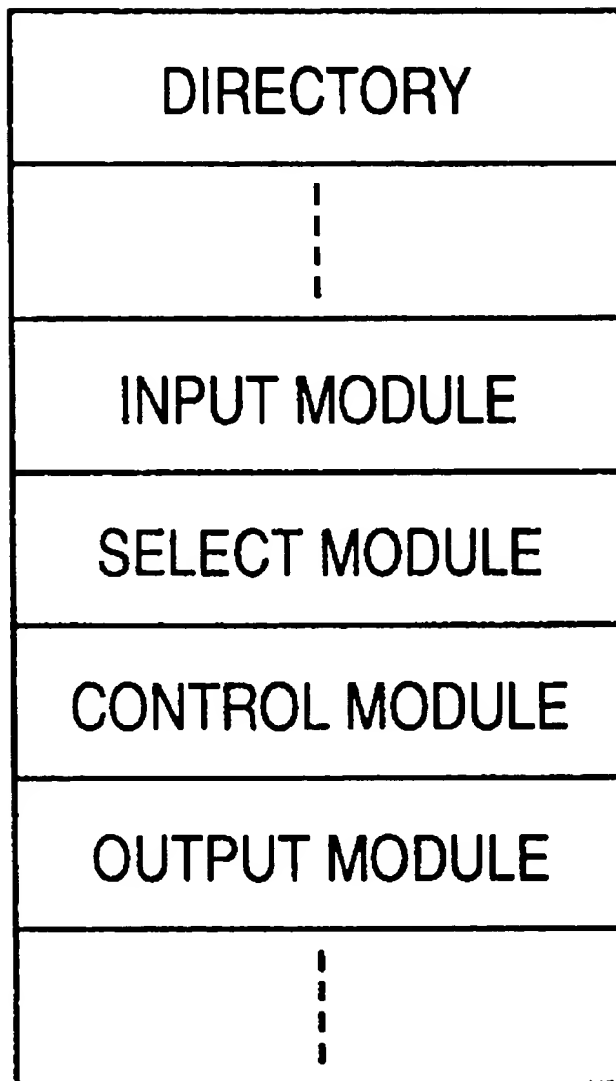 DIRECTORY
INPUT MODULE
SELECT MODULE
CONTROL MODULE
OUTPUT MODULE